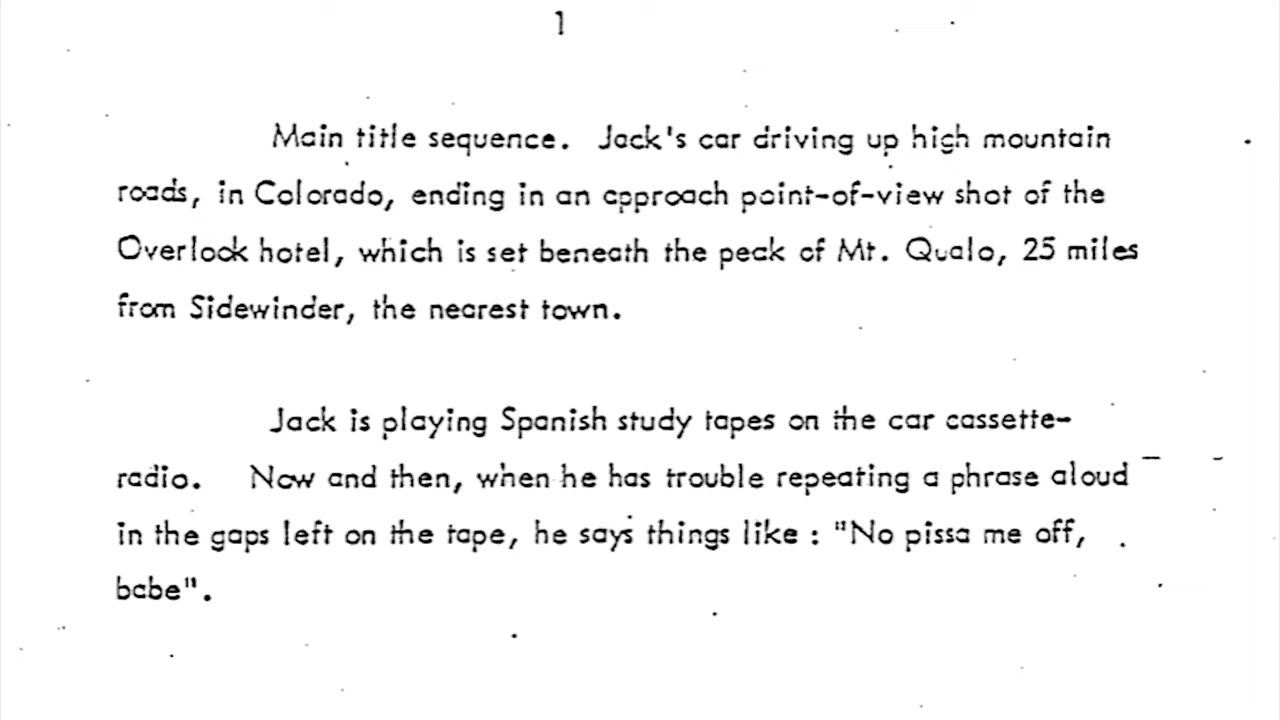 1
Main title sequence. Jack's car driving up high mountain
roads, in Colorado, ending in an approach point-of-view shot of the
Overlook hotel, which is set beneath the peak of Mt. Qualo, 25 miles
from Sidewinder, the nearest town.
Jack is playing Spanish study tapes on the car cassette-
radio. Now and then, when he has trouble repeating a phrase aloud
in the gaps left on the tape, he says things like : "No pissa me off,
babe".